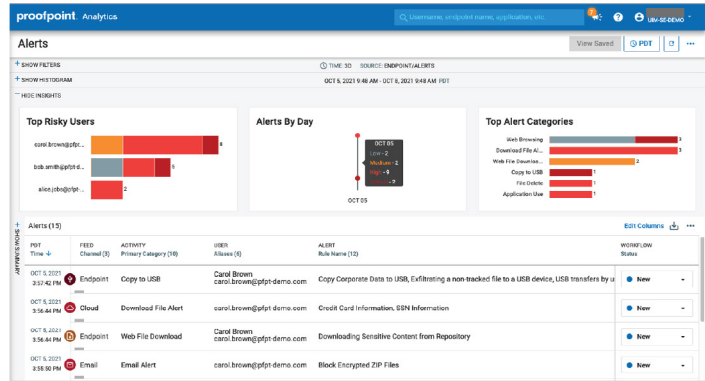 proofpoint. Analytics
Username, endpoint name, application, etc.
UIM-SE-DEMO
Alerts
View Saved
PDT
SHOW FILTERS
TIME: 3D SOURCE: ENDPOINT/ALERTS
SHOW HISTOGRAM
OCT 5, 2021 9:48 AM - OCT 8, 2021 9:48 AM PDT
HIDE INSIGHTS
Top Risky Users
carol.brown@pfpt-...
8
bob.smith@pfpt-d...
5
alice.jobs@pfpt-...
2
Alerts By Day
OCT 05
Low - 2
Medium - 2
High - 9
- 2
OCT 05
Top Alert Categories
Web Browsing
3
Download File Al...
3
Web File Downloa...
2
Copy to USB
1
File Delete
1
Application Use
1
SHOW SUMMARY
Alerts (15)
Edit Columns
PDT FEED ACTIVITY USER ALERT WORKFLOW
Time Channel (3) Primary Category (10) Aliases (6) Rule Name (12) Status
OCT 5, 2021
3:57:42 PM Endpoint Copy to USB
Carol Brown
carol.brown@pfpt-demo.com
Copy Corporate Data to USB, Exfiltrating a non-tracked file to a USB device, USB transfers by u
New
OCT 5, 2021
3:56:44 PM Cloud Download File Alert
Credit Card Information, SSN Information
New
OCT 5, 2021
3:56:44 PM Endpoint Web File Download
Carol Brown
carol.brown@pfpt-demo.com
Downloading Sensitive Content from Repository
New
OCT 5, 2021
3:55:50 PM Email Email Alert
carol.brown@pfpt-demo.com
Block Encrypted ZIP Files
New